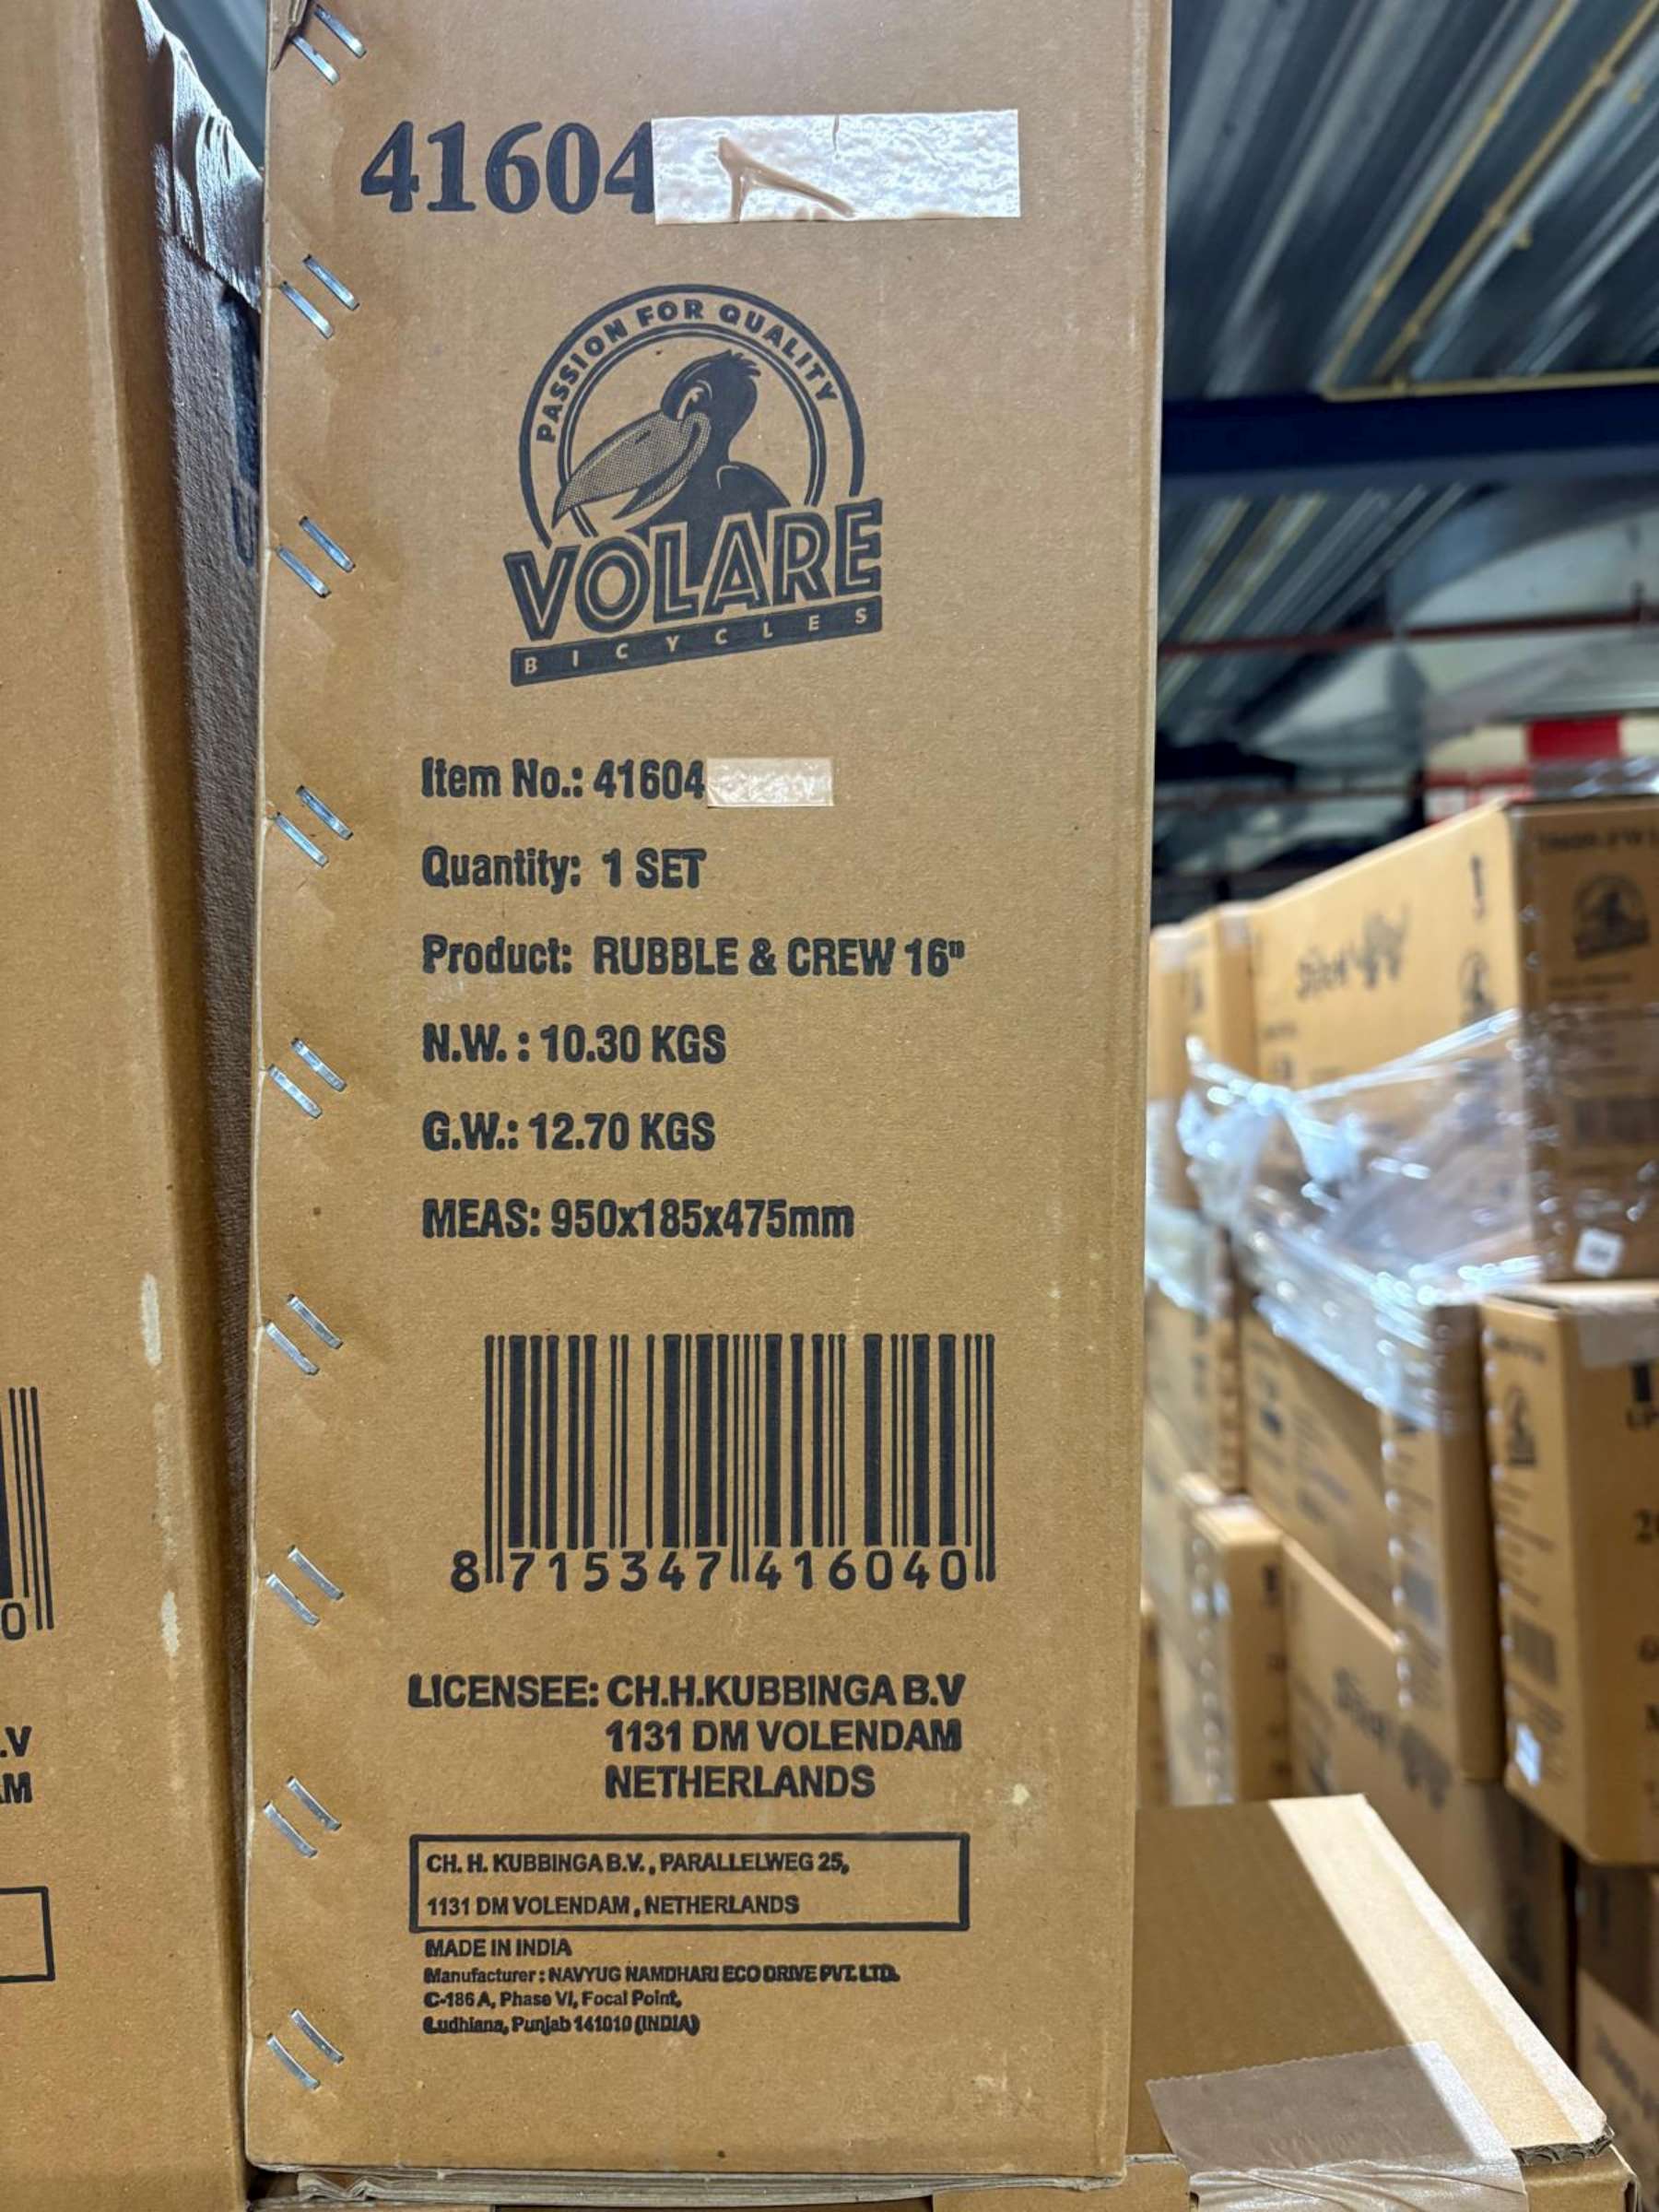 41604
PASSION FOR QUALITY
VOLARE
BICYCLES
Item No.: 41604
Quantity: 1 SET
Product: RUBBLE & CREW 16"
N.W. : 10.30 KGS
G.W.: 12.70 KGS
MEAS: 950x185x475mm
8 715347 416040
LICENSEE: CH.H.KUBBINGA B.V
1131 DM VOLENDAM
NETHERLANDS
CH. H. KUBBINGA B.V. , PARALLELWEG 25,
1131 DM VOLENDAM , NETHERLANDS
MADE IN INDIA
Manufacturer : NAVYUG NAMDHARI ECO DRIVE PVT. LTD.
C-186 A, Phase VI, Focal Point,
Ludhiana, Punjab 141010 (INDIA)
0
.V
AM